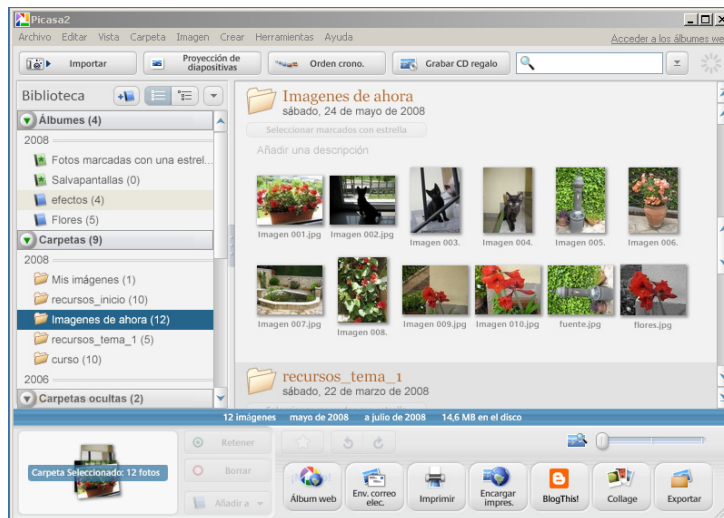 Picasa2
Archivo Editar Vista Carpeta Imagen Crear Herramientas Ayuda
Acceder a los álbumes we
Importar
Proyección de
diapositivas
Orden crono.
Grabar CD regalo
Biblioteca
Álbumes (4)
2008
Fotos marcadas con una estrel...
Salvapantallas (0)
efectos (4)
Flores (5)
Carpetas (9)
2008
Mis imágenes (1)
recursos_inicio (10)
Imagenes de ahora (12)
recursos_tema_1 (5)
curso (10)
2006
Carpetas ocultas (2)
Imagenes de ahora
sábado, 24 de mayo de 2008
Seleccionar marcados con estrella
Añadir una descripción
Imagen 001.jpg
Imagen 002.jpg
Imagen 003.
Imagen 004.
Imagen 005.
Imagen 006.
Imagen 007.jpg
Imagen 008.
Imagen 009.jpg
Imagen 010.jpg
fuente.jpg
flores.jpg
recursos_tema_1
sábado, 22 de marzo de 2008
12 imágenes mayo de 2008 a julio de 2008 14,6 MB en el disco
Carpeta Seleccionado: 12 fotos
Retener
Borrar
Añadir a
Álbum web
Env. correo
elec.
Imprimir
Encargar
impres.
BlogThis!
Collage
Exportar